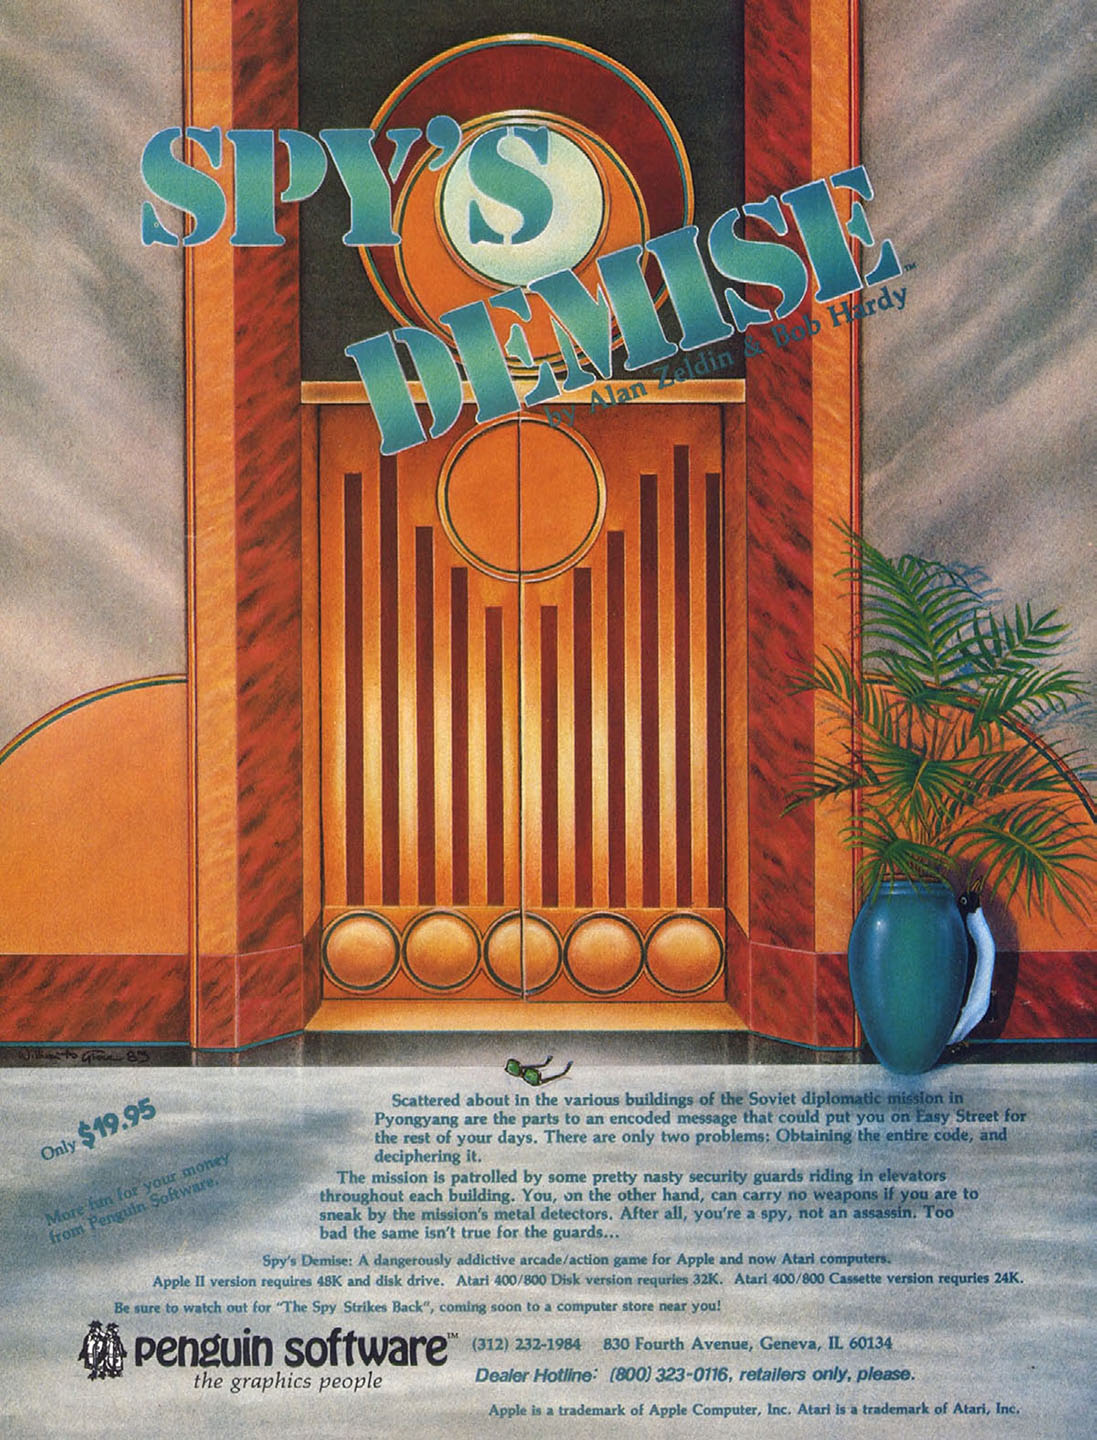 SPY'S
DEMISE™
by Alan Zeldin & Bob Hardy
Only $19.95
More fun for your money
from Penguin Software.
Scattered about in the various buildings of the Soviet diplomatic mission in
Pyongyang are the parts to an encoded message that could put you on Easy Street for
the rest of your days. There are only two problems: Obtaining the entire code, and
deciphering it.
The mission is patrolled by some pretty nasty security guards riding in elevators
throughout each building. You, on the other hand, can carry no weapons if you are to
sneak by the mission's metal detectors. After all, you're a spy, not an assassin. Too
bad the same isn't true for the guards...
Spy's Demise: A dangerously addictive arcade/action game for Apple and now Atari computers.
Apple II version requires 48K and disk drive. Atari 400/800 Disk version requries 32K. Atari 400/800 Cassette version requries 24K.
Be sure to watch out for "The Spy Strikes Back", coming soon to a computer store near you!
penguin software™
the graphics people
(312) 232-1984 830 Fourth Avenue, Geneva, IL 60134
Dealer Hotline: (800) 323-0116, retailers only, please.
Apple is a trademark of Apple Computer, Inc. Atari is a trademark of Atari, Inc.